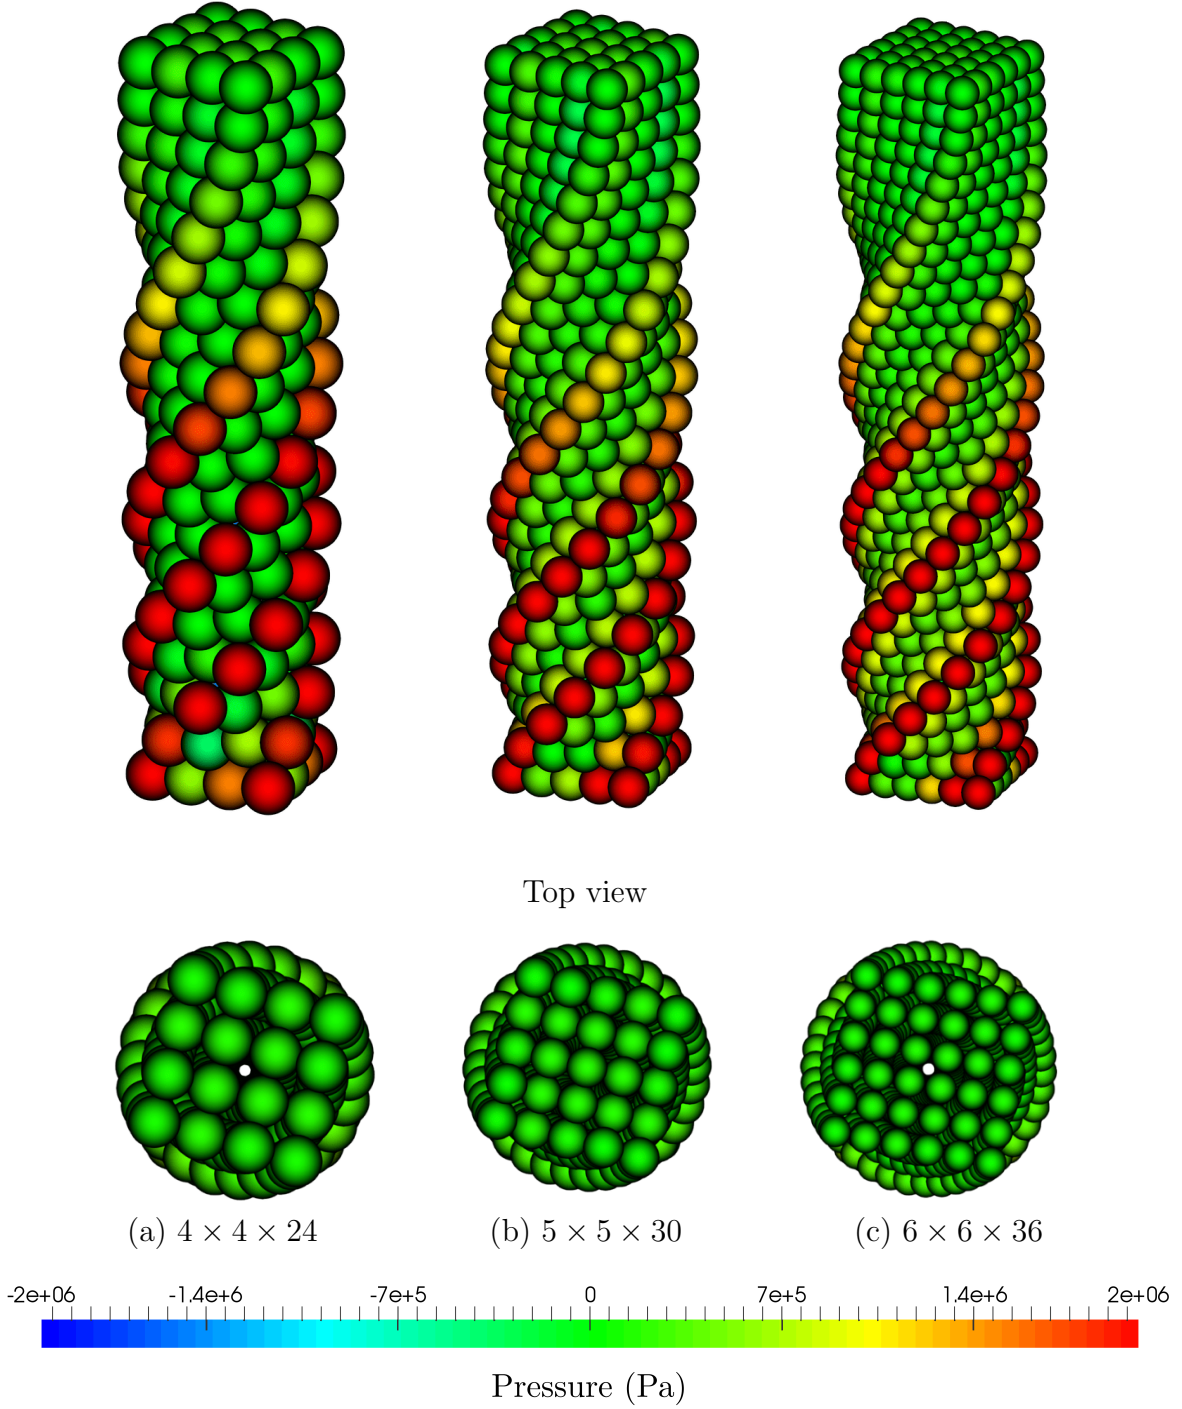 Top view
(a) 4 × 4 × 24 (b) 5 × 5 × 30 (c) 6 × 6 × 36
-2e+06 -1.4e+6 -7e+5 0 7e+5 1.4e+6 2e+06
Pressure (Pa)